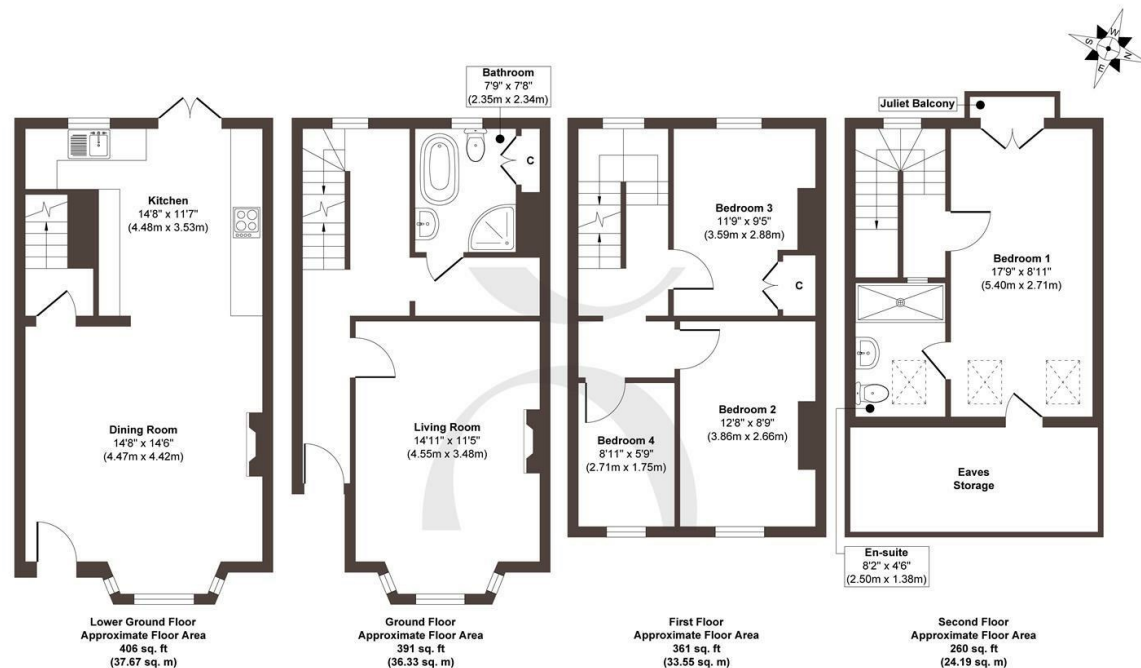 Bathroom
7'9" x 7'8"
(2.35m x 2.34m)
S
W
E
N
Juliet Balcony
C
Kitchen
14'8" x 11'7"
(4.48m x 3.53m)
Bedroom 3
11'9" x 9'5"
(3.59m x 2.88m)
Bedroom 1
17'9" x 8'11"
(5.40m x 2.71m)
C
Dining Room
14'8" x 14'6"
(4.47m x 4.42m)
Living Room
14'11" x 11'5"
(4.55m x 3.48m)
Bedroom 4
8'11" x 5'9"
(2.71m x 1.75m)
Bedroom 2
12'8" x 8'9"
(3.86m x 2.66m)
Eaves
Storage
En-suite
8'2" x 4'6"
(2.50m x 1.38m)
Lower Ground Floor
Approximate Floor Area
406 sq. ft
(37.67 sq. m)
Ground Floor
Approximate Floor Area
391 sq. ft
(36.33 sq. m)
First Floor
Approximate Floor Area
361 sq. ft
(33.55 sq. m)
Second Floor
Approximate Floor Area
260 sq. ft
(24.19 sq. m)